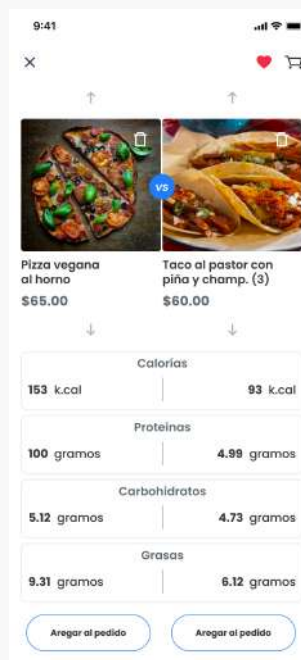 9:41
VS
Pizza vegana
al horno
$65.00
Taco al pastor con
piña y champ. (3)
$60.00
Calorías
153 k.cal
93 k.cal
Proteinas
100 gramos
4.99 gramos
Carbohidratos
5.12 gramos
4.73 gramos
Grasas
9.31 gramos
6.12 gramos
Aregar al pedido
Aregar al pedido